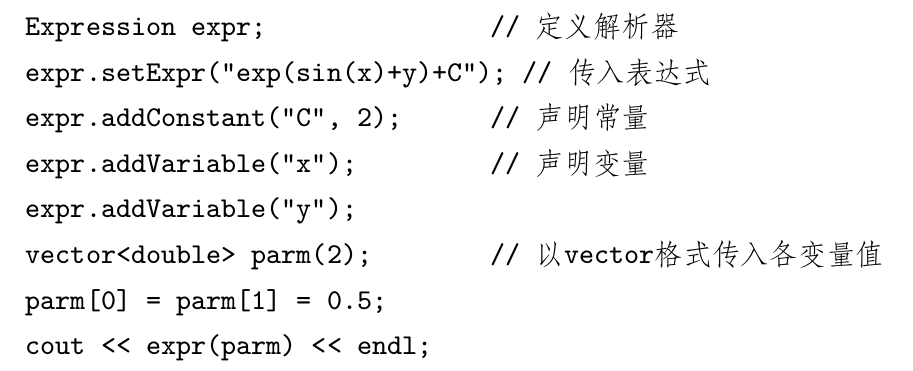 Expression expr; // 定义解析器
expr.setExpr("exp(sin(x)+y)+C"); // 传入表达式
expr.addConstant("C", 2); // 声明常量
expr.addVariable("x"); // 声明变量
expr.addVariable("y");
vector<double> parm(2); // 以vector格式传入各变量值
parm[0] = parm[1] = 0.5;
cout << expr(parm) << endl;